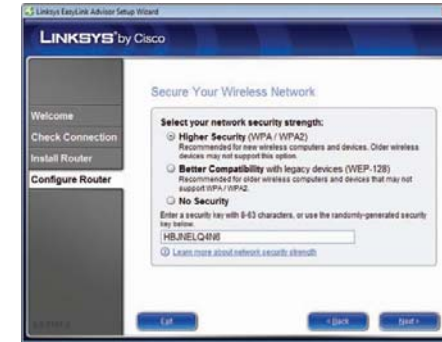 Linksys EasyLink Advisor Setup Wizard
LINKSYS® by Cisco
Secure Your Wireless Network
Welcome
Check Connection
Install Router
Configure Router
Select your network security strength:
Higher Security (WPA / WPA2)
Recommended for new wireless computers and devices. Older wireless
devices may not support this option.
Better Compatibility with legacy devices (WEP-128)
Recommended for older wireless computers and devices that may not
support WPA / WPA2.
No Security
Enter a security key with 8-63 characters, or use the randomly-generated security
key below.
HBJNELQ4N6
Learn more about network security strength
Exit
< Back
Next >